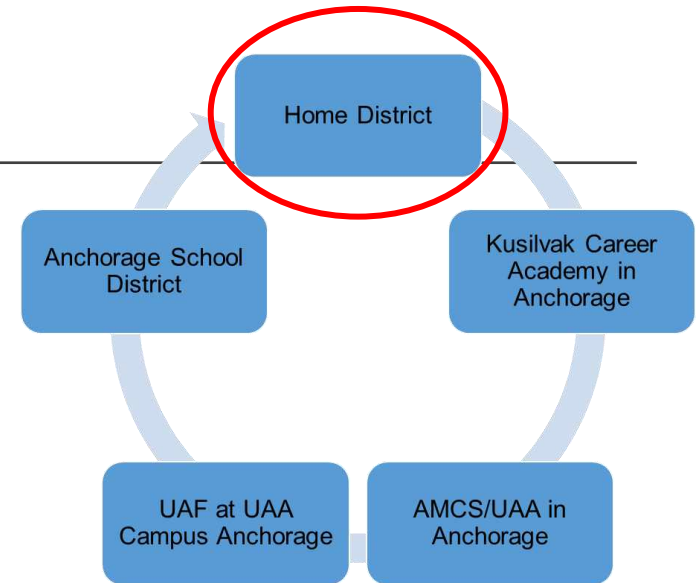 Home District
Kusilvak Career
Academy in
Anchorage
AMCS/UAA in
Anchorage
UAF at UAA
Campus Anchorage
Anchorage School
District